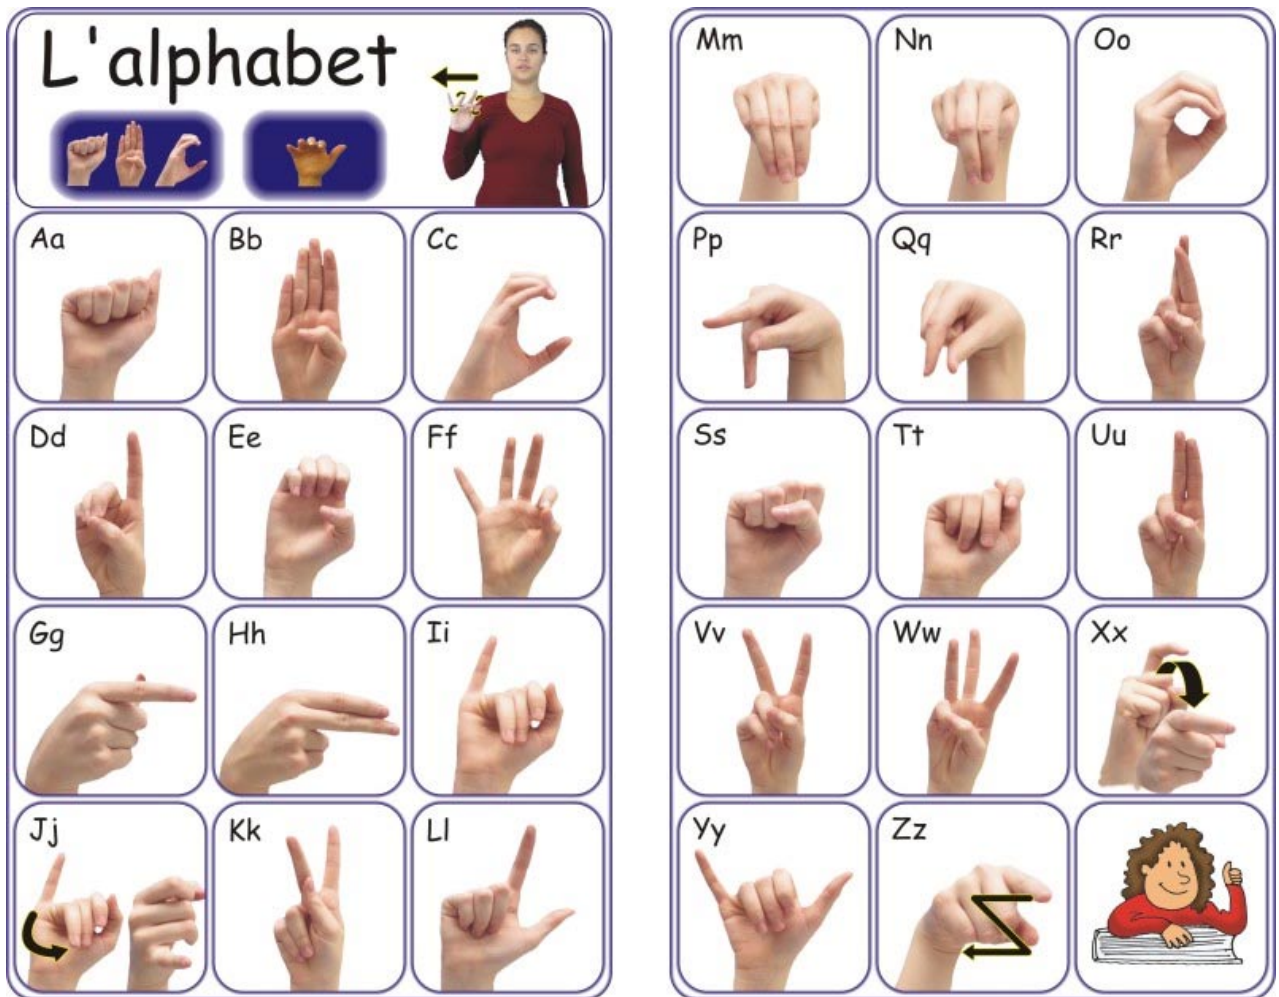 L'alphabet
Aa Bb Cc
Dd Ee Ff
Gg Hh Ii
Jj Kk Ll
Mm Nn Oo
Pp Qq Rr
Ss Tt Uu
Vv Ww Xx
Yy Zz